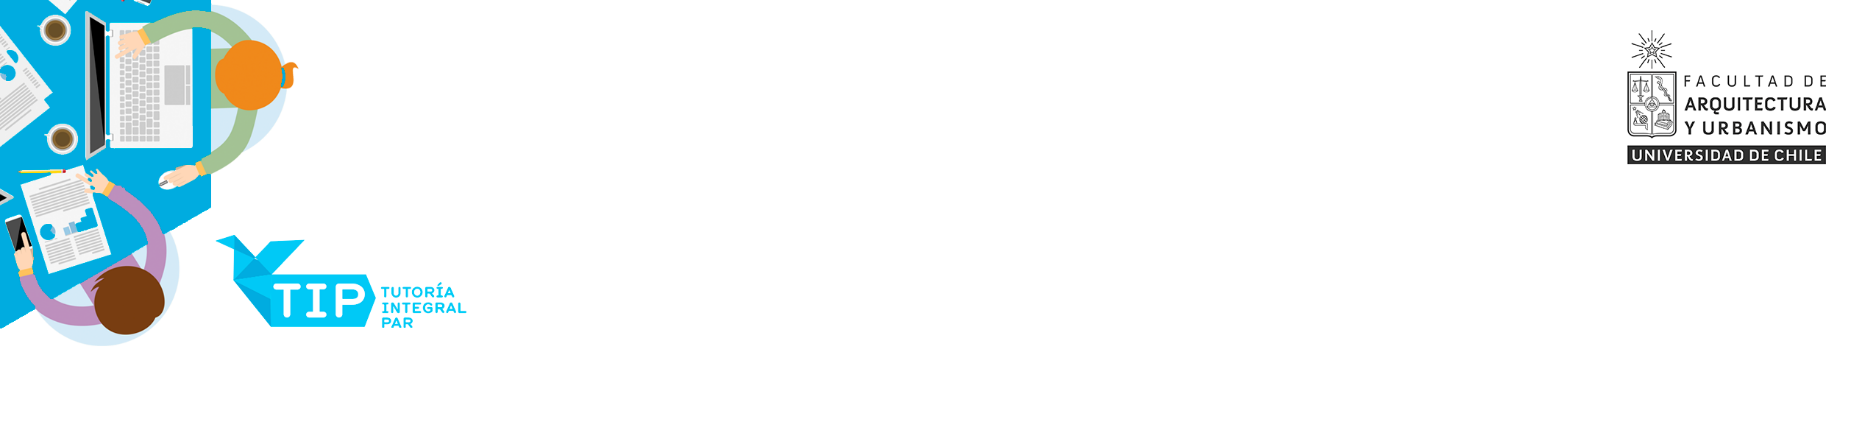 FACULTAD DE
ARQUITECTURA
Y URBANISMO
UNIVERSIDAD DE CHILE
TIP
TUTORÍA
INTEGRAL
PAR